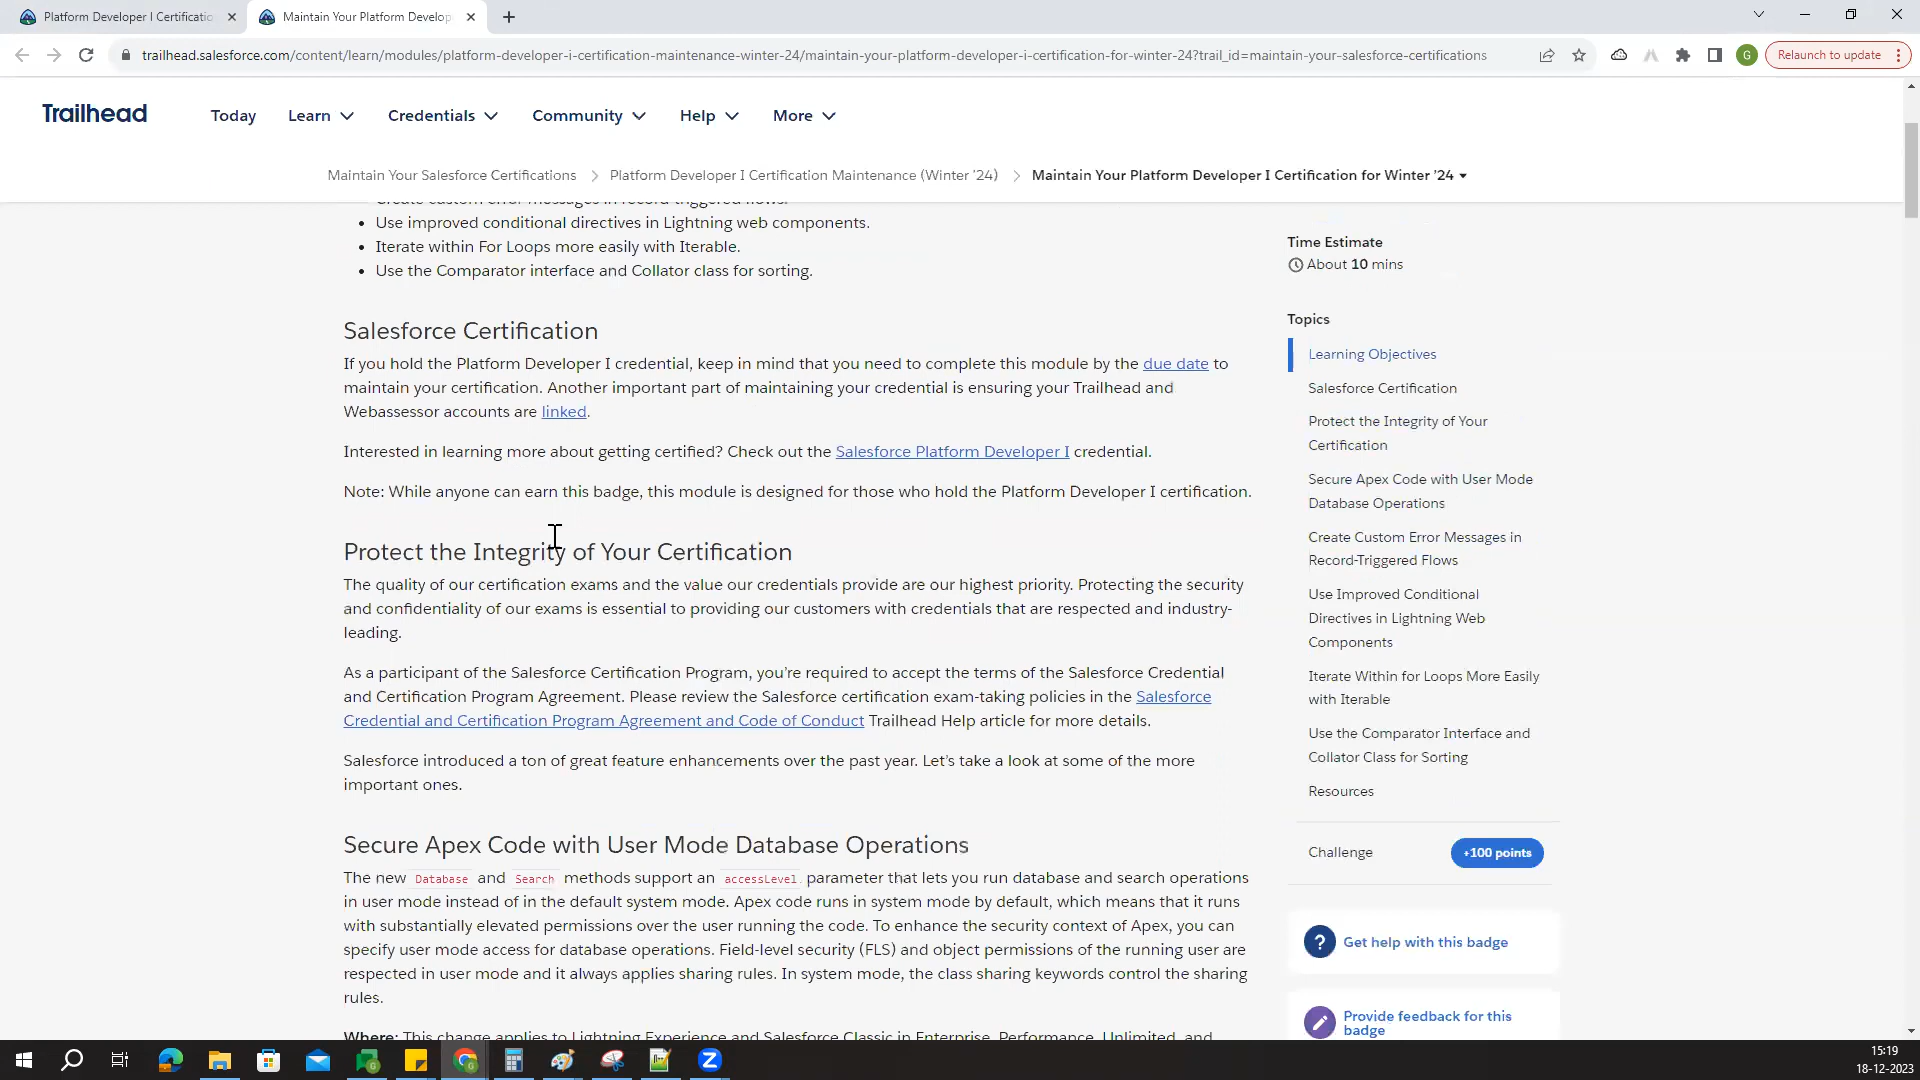 Platform Developer I Certificatio
Maintain Your Platform Develop
trailhead.salesforce.com/content/learn/modules/platform-developer-i-certification-maintenance-winter-24/maintain-your-platform-developer-i-certification-for-winter-24?trail_id=maintain-your-salesforce-certifications
G
Relaunch to update
Trailhead
Today
Learn
Credentials
Community
Help
More
Maintain Your Salesforce Certifications
Platform Developer I Certification Maintenance (Winter '24)
Maintain Your Platform Developer I Certification for Winter '24
Create custom error messages in record-triggered flows.
• Use improved conditional directives in Lightning web components.
• Iterate within For Loops more easily with Iterable.
• Use the Comparator interface and Collator class for sorting.
Salesforce Certification
If you hold the Platform Developer I credential, keep in mind that you need to complete this module by the due date to
maintain your certification. Another important part of maintaining your credential is ensuring your Trailhead and
Webassessor accounts are linked.
Interested in learning more about getting certified? Check out the Salesforce Platform Developer I credential.
Note: While anyone can earn this badge, this module is designed for those who hold the Platform Developer I certification.
Protect the Integrity of Your Certification
The quality of our certification exams and the value our credentials provide are our highest priority. Protecting the security
and confidentiality of our exams is essential to providing our customers with credentials that are respected and industry-
leading.
As a participant of the Salesforce Certification Program, you're required to accept the terms of the Salesforce Credential
and Certification Program Agreement. Please review the Salesforce certification exam-taking policies in the Salesforce
Credential and Certification Program Agreement and Code of Conduct Trailhead Help article for more details.
Salesforce introduced a ton of great feature enhancements over the past year. Let's take a look at some of the more
important ones.
Secure Apex Code with User Mode Database Operations
The new Database and Search methods support an accessLevel parameter that lets you run database and search operations
in user mode instead of in the default system mode. Apex code runs in system mode by default, which means that it runs
with substantially elevated permissions over the user running the code. To enhance the security context of Apex, you can
specify user mode access for database operations. Field-level security (FLS) and object permissions of the running user are
respected in user mode and it always applies sharing rules. In system mode, the class sharing keywords control the sharing
rules.
Where: This change applies to Lightning Experience and Salesforce Classic in Enterprise, Performance, Unlimited, and
Time Estimate
About 10 mins
Topics
Learning Objectives
Salesforce Certification
Protect the Integrity of Your
Certification
Secure Apex Code with User Mode
Database Operations
Create Custom Error Messages in
Record-Triggered Flows
Use Improved Conditional
Directives in Lightning Web
Components
Iterate Within for Loops More Easily
with Iterable
Use the Comparator Interface and
Collator Class for Sorting
Resources
Challenge
+100 points
? Get help with this badge
Provide feedback for this
badge
15:19
18-12-2023